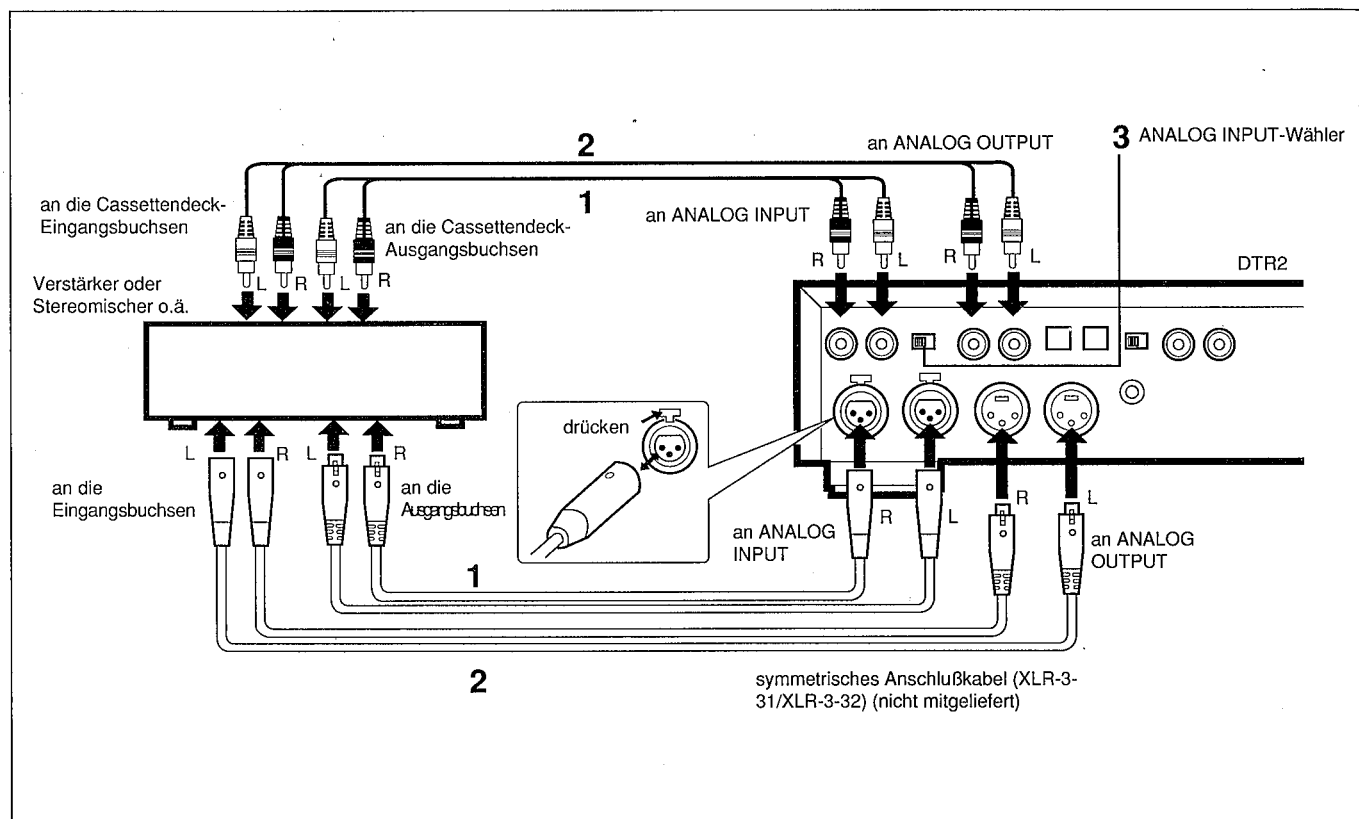 2
an ANALOG OUTPUT
3 ANALOG INPUT-Wähler
1
an die Cassettendeck-
Eingangsbuchsen
an die Cassettendeck-
Ausgangsbuchsen
an ANALOG INPUT
R
L
R
L
DTR2
L
R
L
R
Verstärker oder
Stereomischer o.ä.
drücken
L
R
L
R
an die
Eingangsbuchsen
an die
Ausgangsbuchsen
an ANALOG
INPUT
R
L
R
L
an ANALOG
OUTPUT
1
2
symmetrisches Anschlußkabel (XLR-3-
31/XLR-3-32) (nicht mitgeliefert)